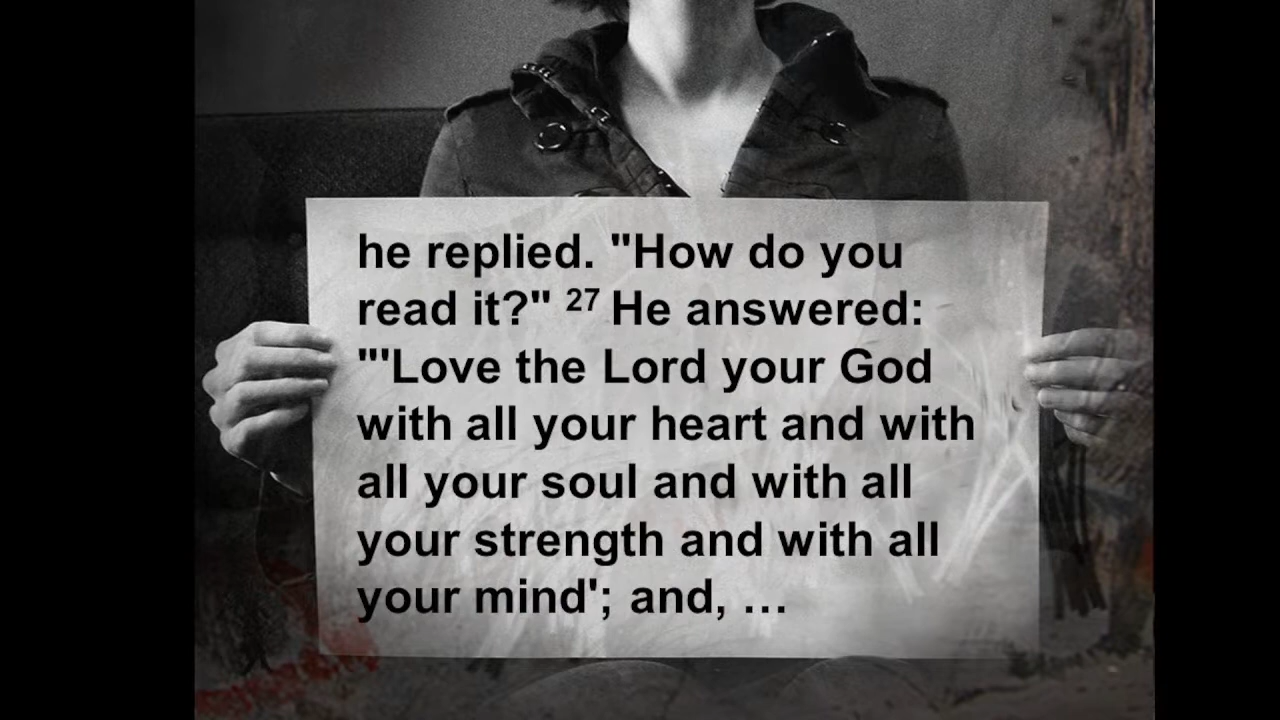 he replied. "How do you
read it?" 27 He answered:
"'Love the Lord your God
with all your heart and with
all your soul and with all
your strength and with all
your mind'; and, …